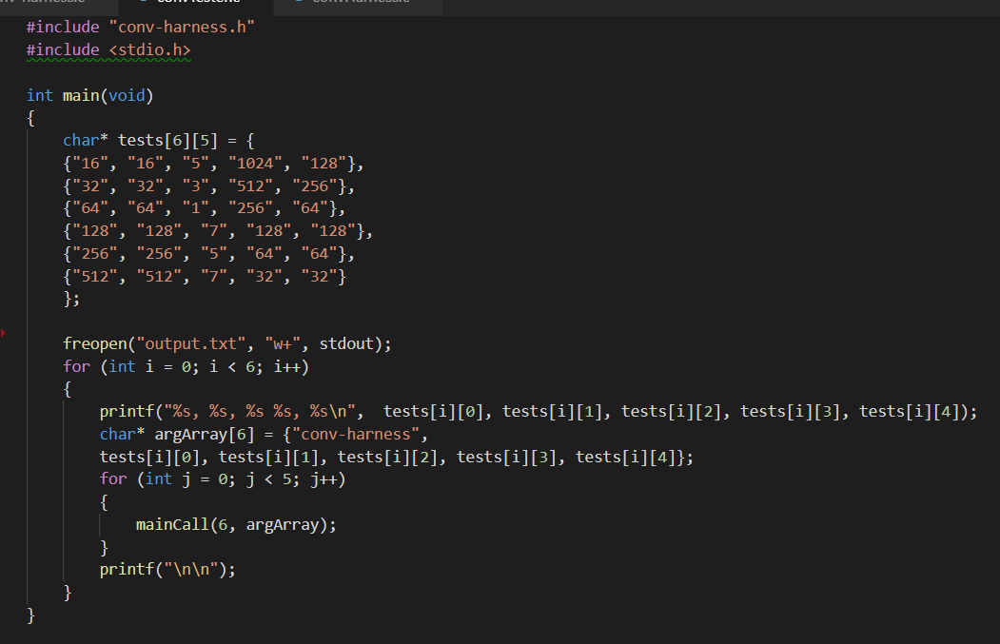 #include "conv-harness.h"
#include <stdio.h>
int main(void)
{
char* tests[6][5] = {
{"16", "16", "5", "1024", "128"},
{"32", "32", "3", "512", "256"},
{"64", "64", "1", "256", "64"},
{"128", "128", "7", "128", "128"},
{"256", "256", "5", "64", "64"},
{"512", "512", "7", "32", "32"}
};
freopen("output.txt", "w+", stdout);
for (int i = 0; i < 6; i++)
{
printf("%s, %s, %s %s, %s\n",  tests[i][0], tests[i][1], tests[i][2], tests[i][3], tests[i][4]);
char* argArray[6] = {"conv-harness",
tests[i][0], tests[i][1], tests[i][2], tests[i][3], tests[i][4]};
for (int j = 0; j < 5; j++)
{
mainCall(6, argArray);
}
printf("\n\n");
}
}